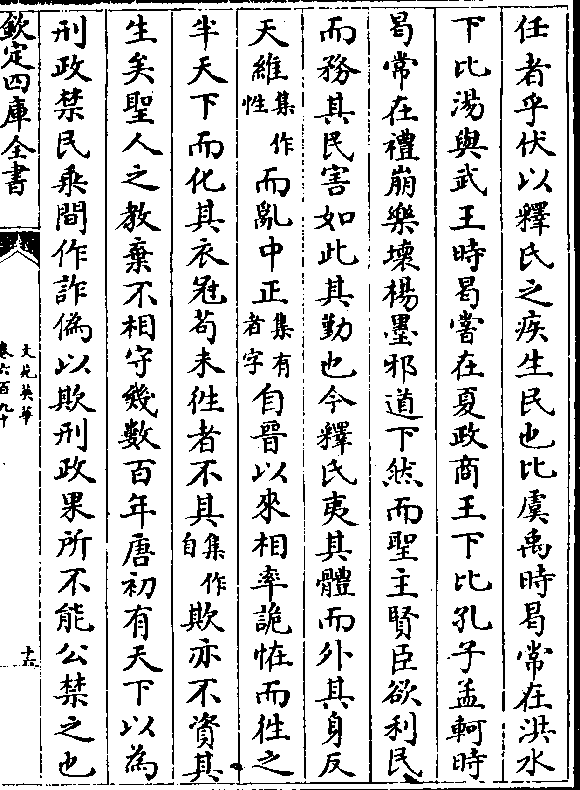 任者乎伏以釋氏之疾生民也比虞禹時曷常在洪水
下比湯與武王時曷嘗在夏政商王下比孔子孟軻時
曷常在禮崩樂壞楊墨邪道下然而聖主賢臣欲利民
而務其民害如此其勤也今釋氏夷其體而外其身反
天維集作性而亂中正集有者字自晉以來相率詭恠而徃之
半天下而化其衣冠苟未徃者不具集作自欺亦不資其
生矣聖人之教棄不相守幾數百年唐初有天下以為
刑政禁民乘間作詐偽以欺刑政果所不能公禁之也
欽定四庫全書
文苑英華
卷六百九十
十六